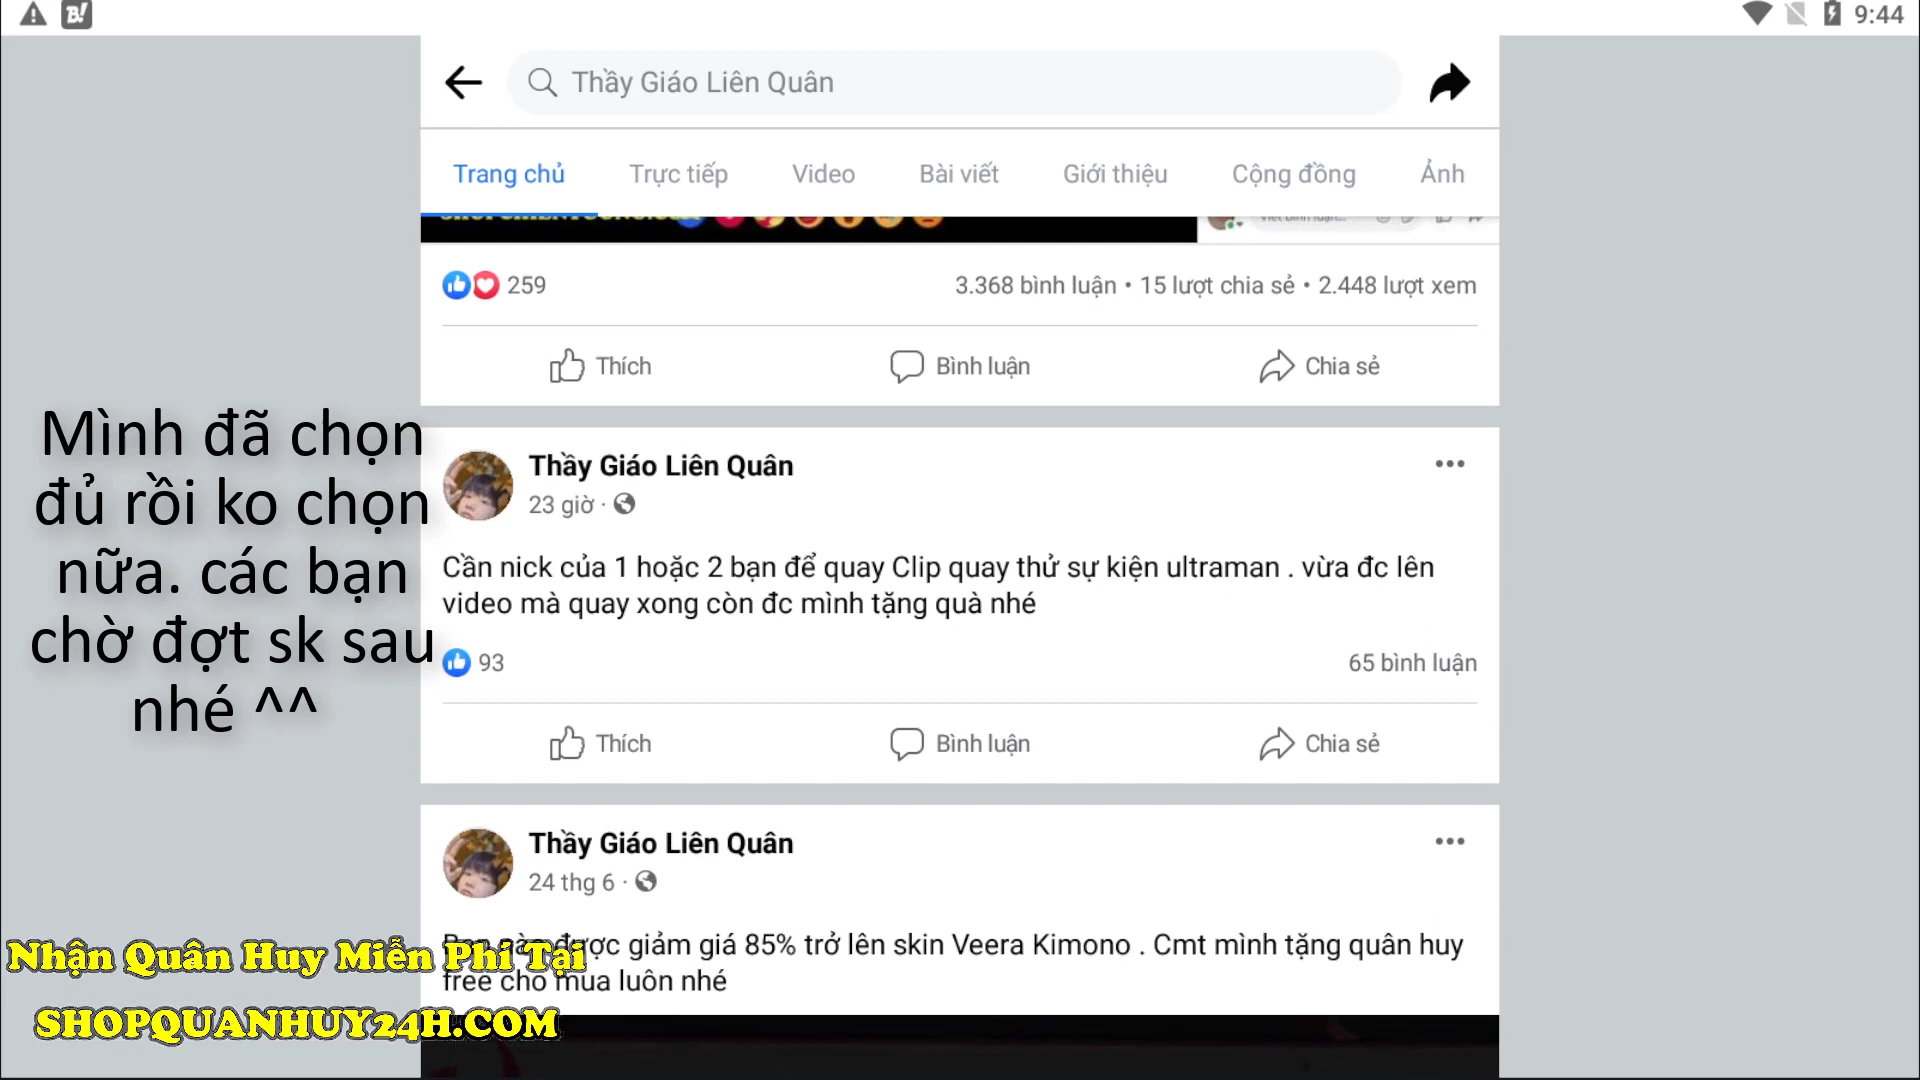 9:44
Thầy Giáo Liên Quân
Trang chủ Trực tiếp Video Bài viết Giới thiệu Cộng đồng Ảnh
259 3.368 bình luận • 15 lượt chia sẻ • 2.448 lượt xem
Thích Bình luận Chia sẻ
Mình đã chọn
đủ rồi ko chọn
nữa. các bạn
chờ đợt sk sau
nhé ^^
Thầy Giáo Liên Quân
23 giờ ·
Cần nick của 1 hoặc 2 bạn để quay Clip quay thử sự kiện ultraman . vừa đc lên
video mà quay xong còn đc mình tặng quà nhé
93 65 bình luận
Thích Bình luận Chia sẻ
Thầy Giáo Liên Quân
24 thg 6 ·
được giảm giá 85% trở lên skin Veera Kimono . Cmt mình tặng quân huy
free cho mua luôn nhé
Nhận Quân Huy Miễn Phí Tại
SHOPQUANHUY24H.COM